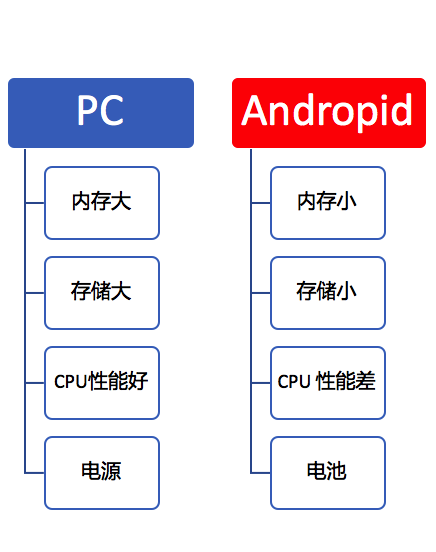 PC
内存大
存储大
CPU性能好
电源
Andropid
内存小
存储小
CPU 性能差
电池